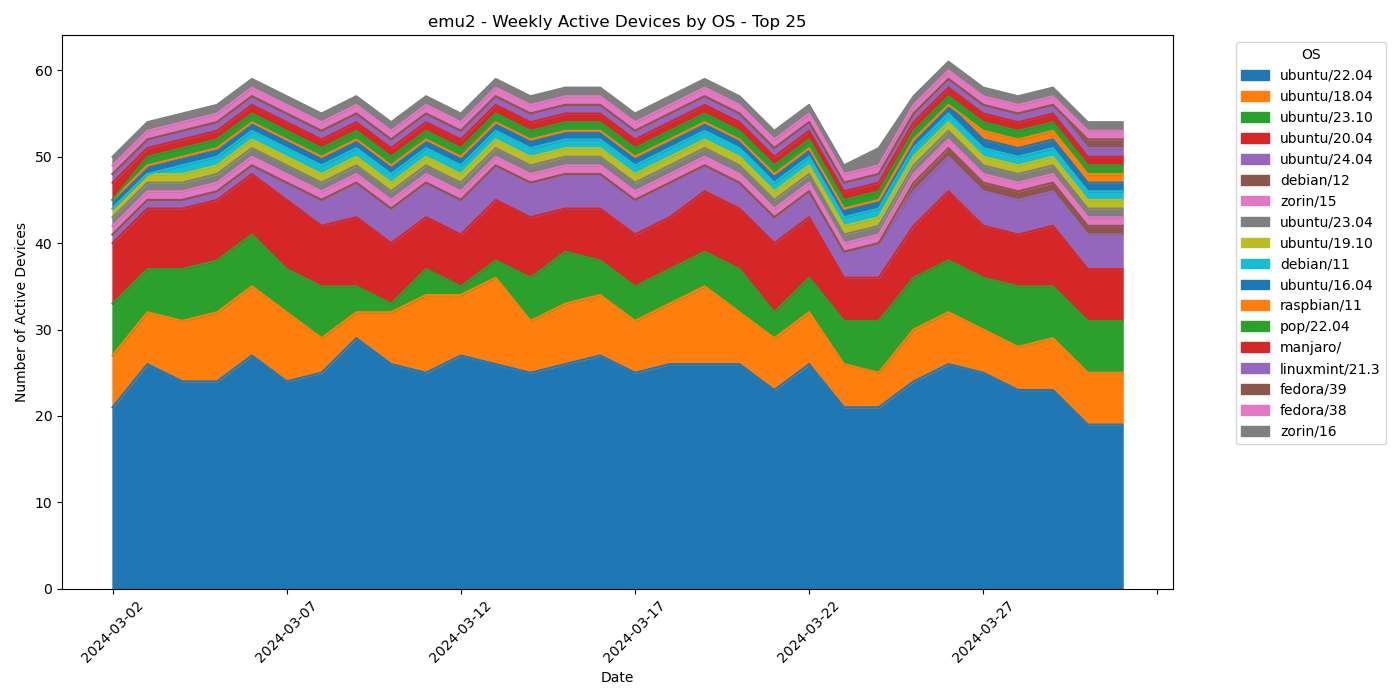 emu2 - Weekly Active Devices by OS - Top 25
Number of Active Devices
60
50
40
30
20
10
0
2024-03-02
2024-03-07
2024-03-12
2024-03-17
2024-03-22
2024-03-27
Date
OS
ubuntu/22.04
ubuntu/18.04
ubuntu/23.10
ubuntu/20.04
ubuntu/24.04
debian/12
zorin/15
ubuntu/23.04
ubuntu/19.10
debian/11
ubuntu/16.04
raspbian/11
pop/22.04
manjaro/
linuxmint/21.3
fedora/39
fedora/38
zorin/16